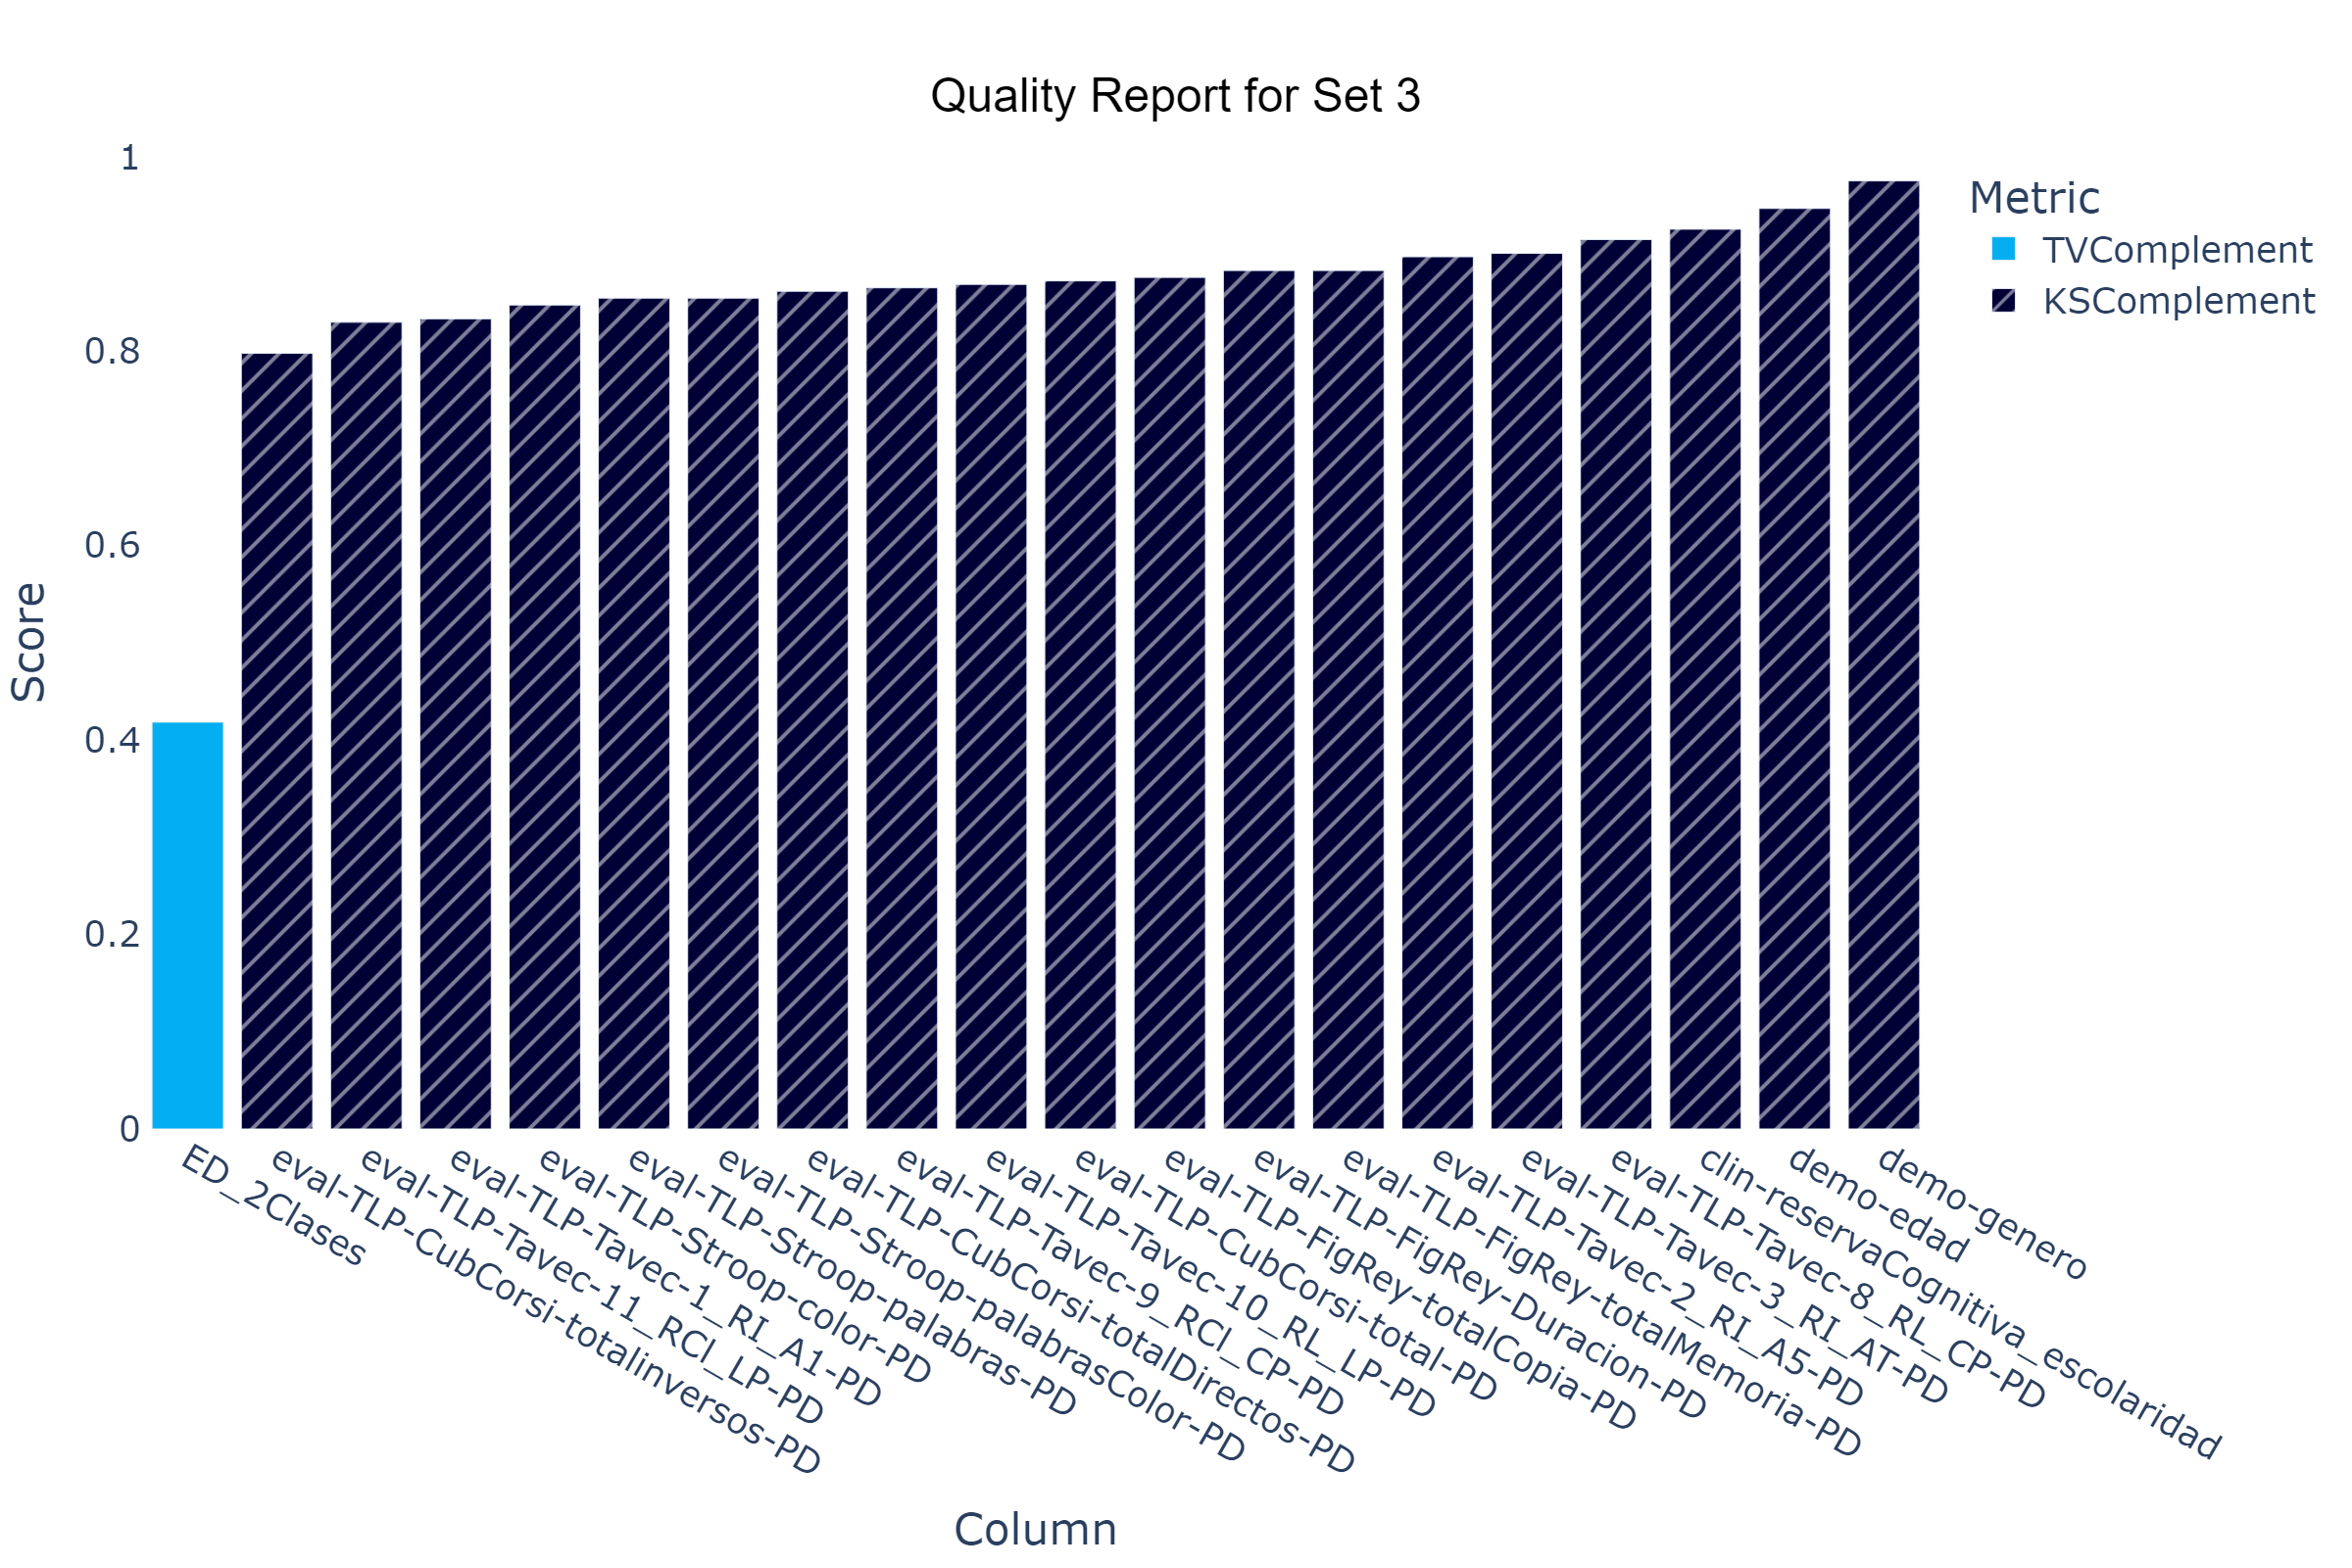 Quality Report for Set 3
1
0.8
0.6
0.4
0.2
0
Score
Metric
TVComplement
KSComplement
ED_2Clases
eval-TLP-CubCorsi-totalinversos-PD
eval-TLP-Tavec-11_RCl_LP-PD
eval-TLP-Tavec-1_RI_A1-PD
eval-TLP-Stroop-color-PD
eval-TLP-Stroop-palabras-PD
eval-TLP-Stroop-palabrasColor-PD
eval-TLP-CubCorsi-totalDirectos-PD
eval-TLP-Tavec-9_RCl_CP-PD
eval-TLP-Tavec-10_RL_LP-PD
eval-TLP-CubCorsi-total-PD
eval-TLP-FigRey-totalCopia-PD
eval-TLP-FigRey-Duracion-PD
eval-TLP-FigRey-totalMemoria-PD
eval-TLP-Tavec-2_RI_A5-PD
eval-TLP-Tavec-3_RI_AT-PD
eval-TLP-Tavec-8_RL_CP-PD
clin-reservaCognitiva_escolaridad
demo-edad
demo-genero
Column